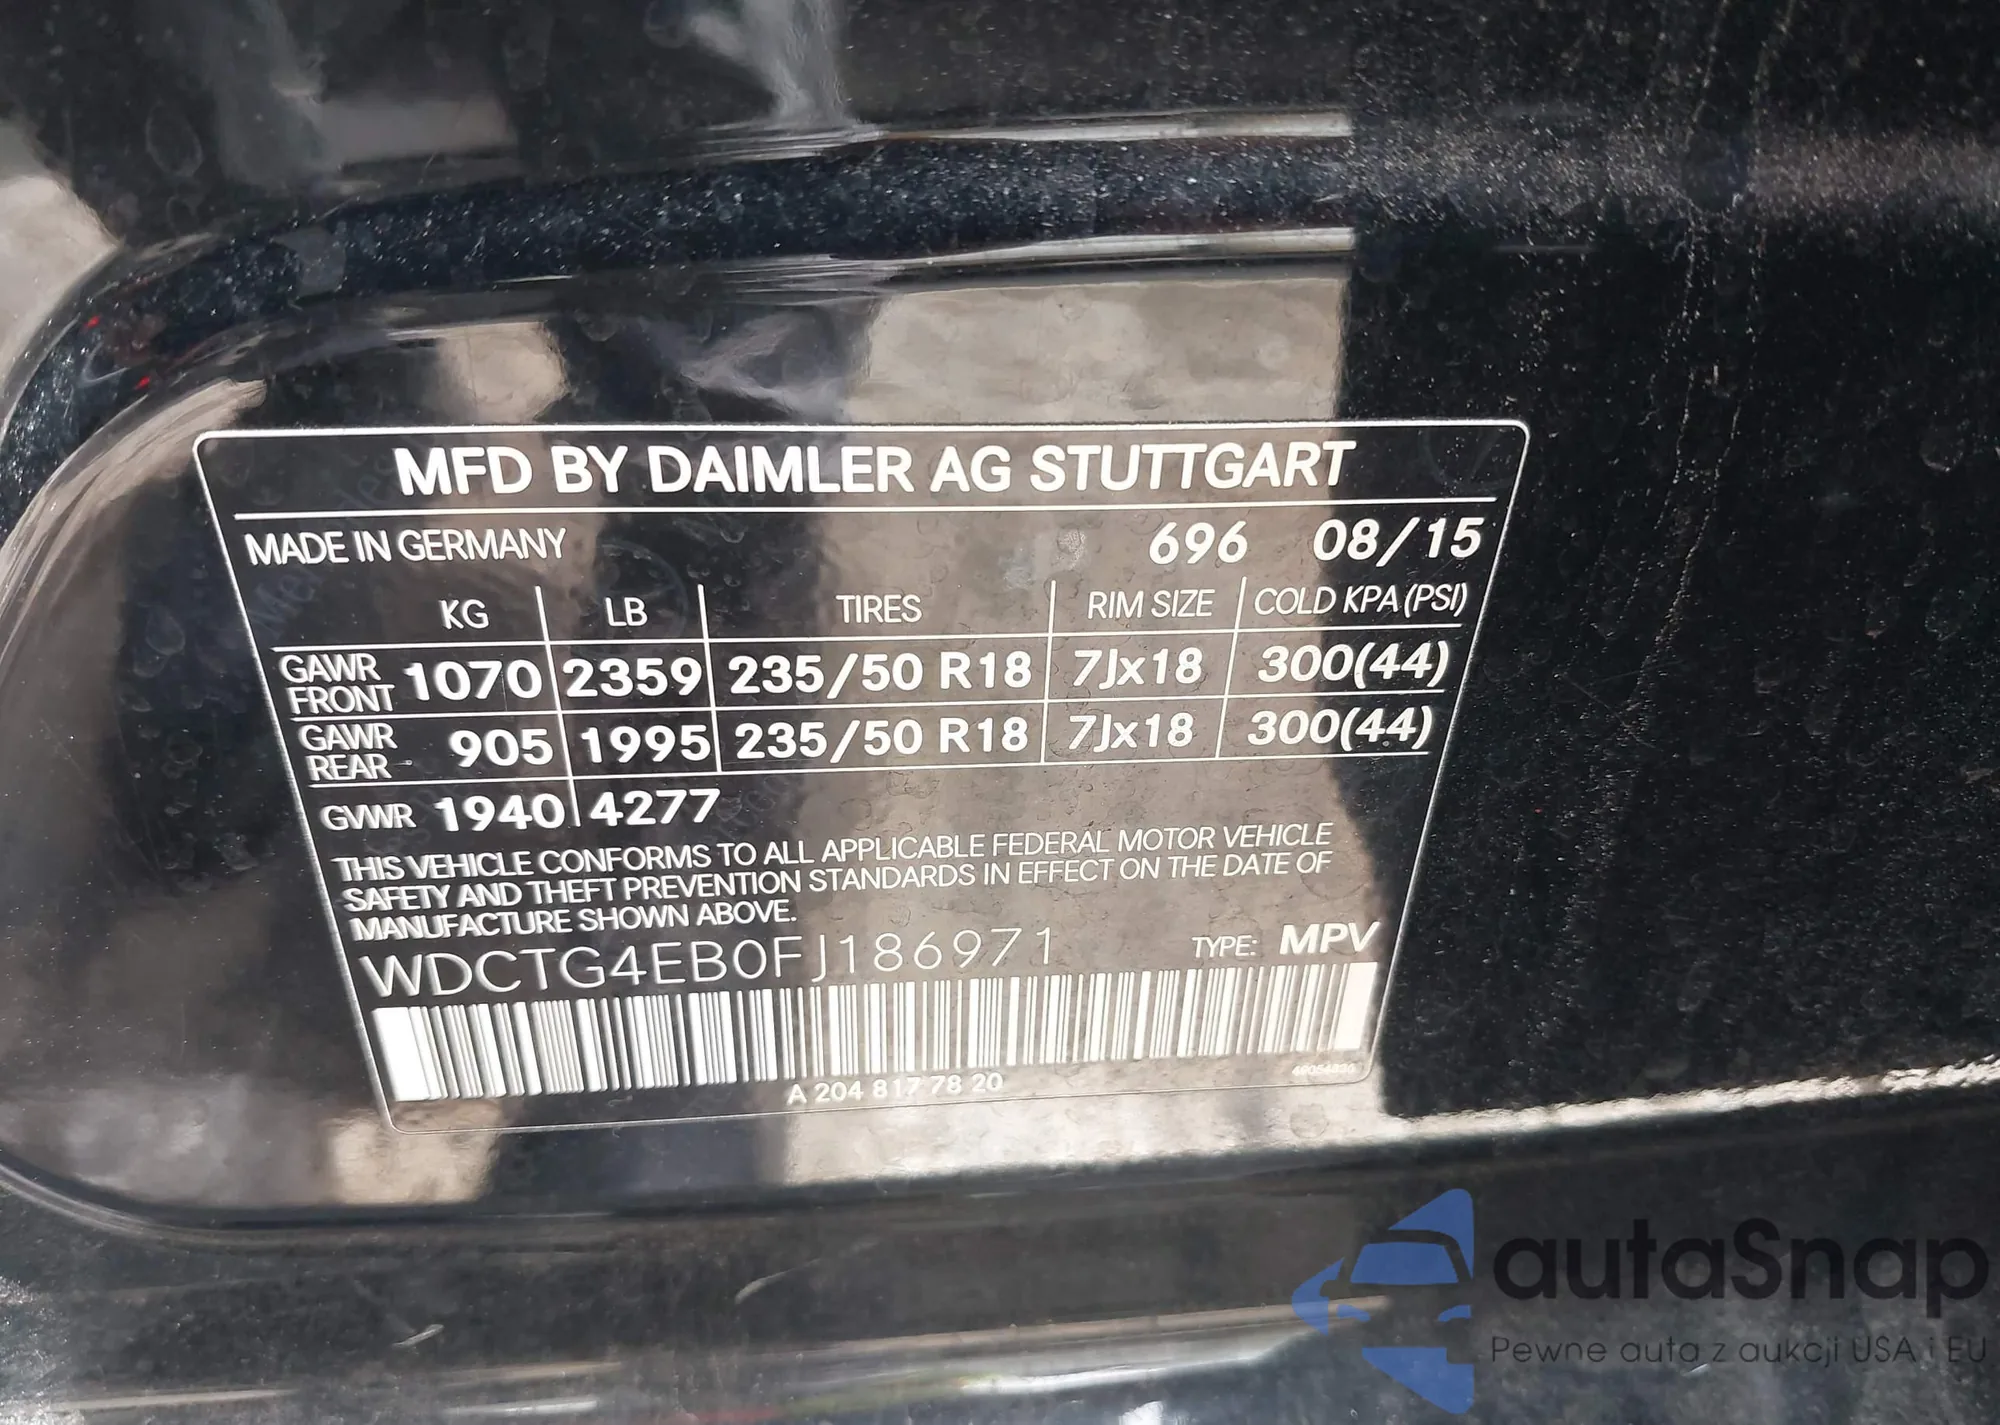 MFD BY DAIMLER AG STUTTGART
MADE IN GERMANY 696 08/15
KG LB TIRES RIM SIZE COLD KPA (PSI)
GAWR FRONT 1070 2359 235/50 R18 7Jx18 300(44)
GAWR REAR 905 1995 235/50 R18 7Jx18 300(44)
GVWR 1940 4277
THIS VEHICLE CONFORMS TO ALL APPLICABLE FEDERAL MOTOR VEHICLE
SAFETY AND THEFT PREVENTION STANDARDS IN EFFECT ON THE DATE OF
MANUFACTURE SHOWN ABOVE.
WDCTG4EB0FJ186971 TYPE: MPV
A 204 817 78 20
autaSnap
Pewne auta z aukcji USA i EU